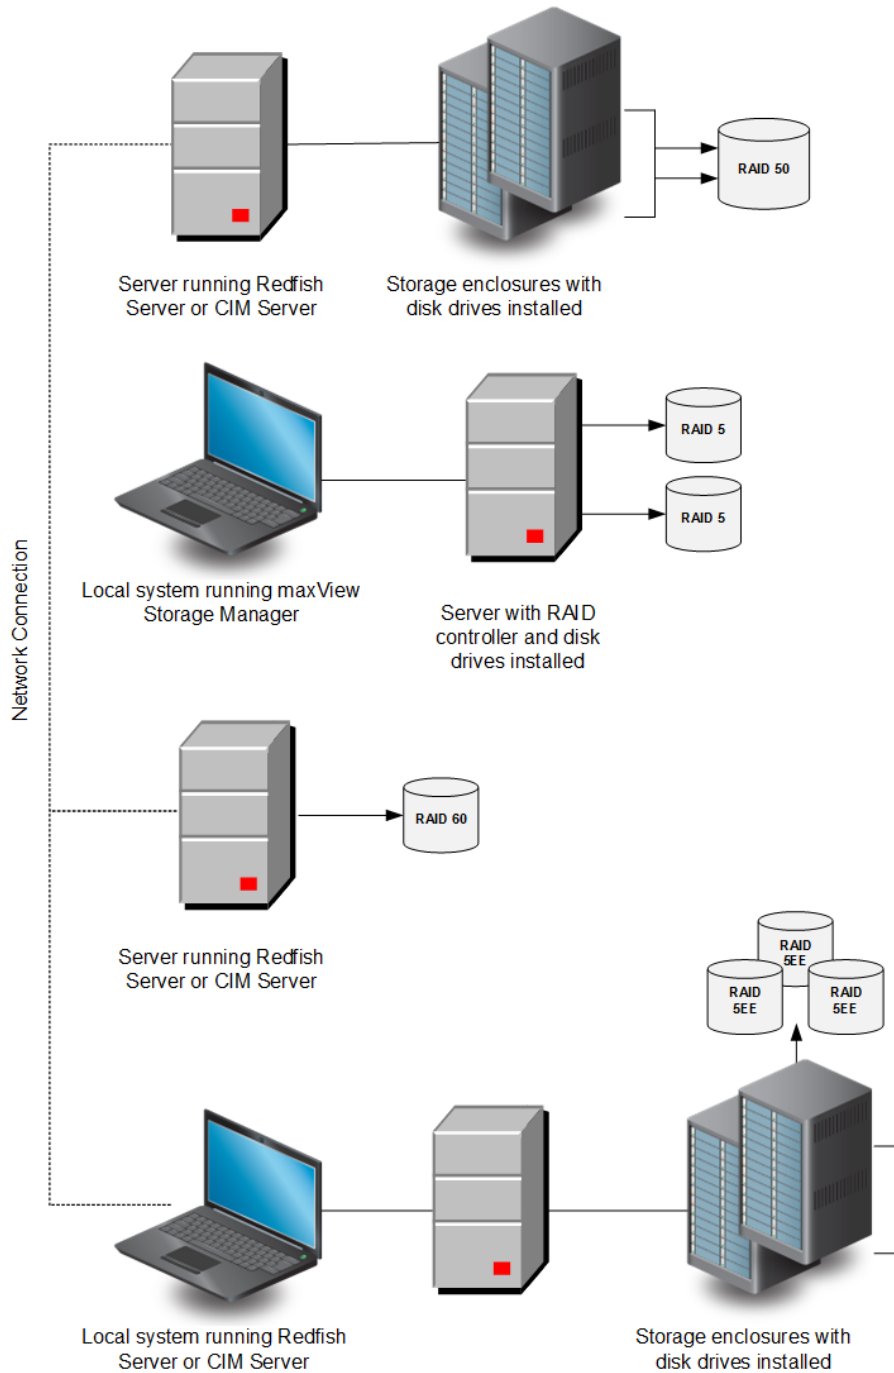 RAID 50
Server running Redfish
Server or CIM Server
Storage enclosures with
disk drives installed
RAID 5
RAID 5
Local system running maxView
Storage Manager
Server with RAID
controller and disk
drives installed
Network Connection
RAID 60
Server running Redfish
Server or CIM Server
RAID
5EE
RAID
5EE
RAID
5EE
Local system running Redfish
Server or CIM Server
Storage enclosures with
disk drives installed